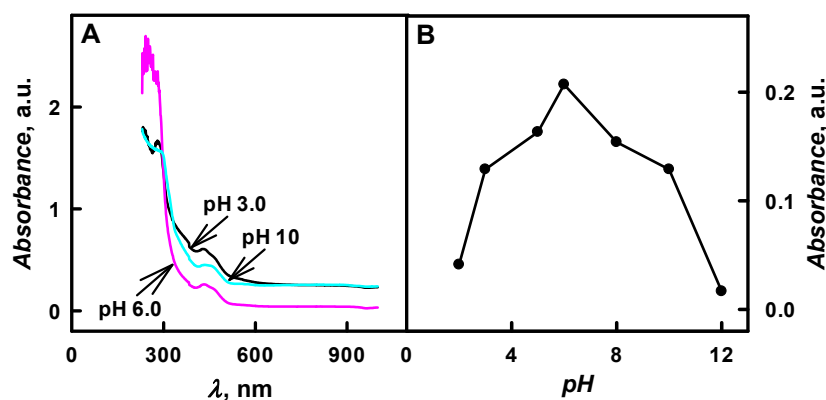 A
B
Absorbance, a.u.
2
1
0
pH 3.0
pH 10
pH 6.0
0 300 600 900
λ, nm
0.2
0.1
0.0
Absorbance, a.u.
0 4 8 12
pH